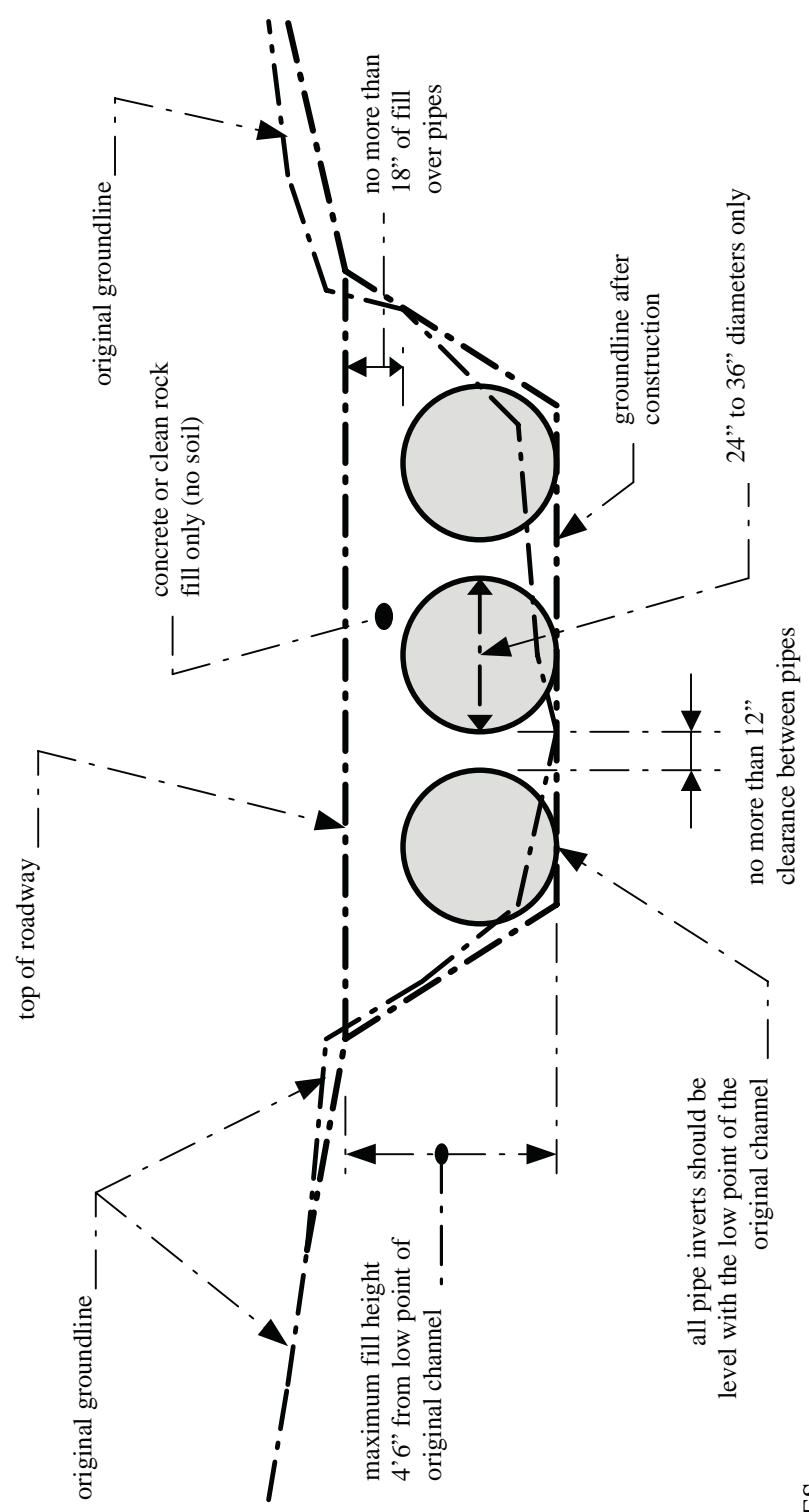 original groundline
top of roadway
original groundline
concrete or clean rock
fill only (no soil)
no more than
18” of fill
over pipes
maximum fill height
4’6” from low point of
original channel
groundline after
construction
24” to 36” diameters only
all pipe inverts should be
level with the low point of the
original channel
no more than 12”
clearance between pipes